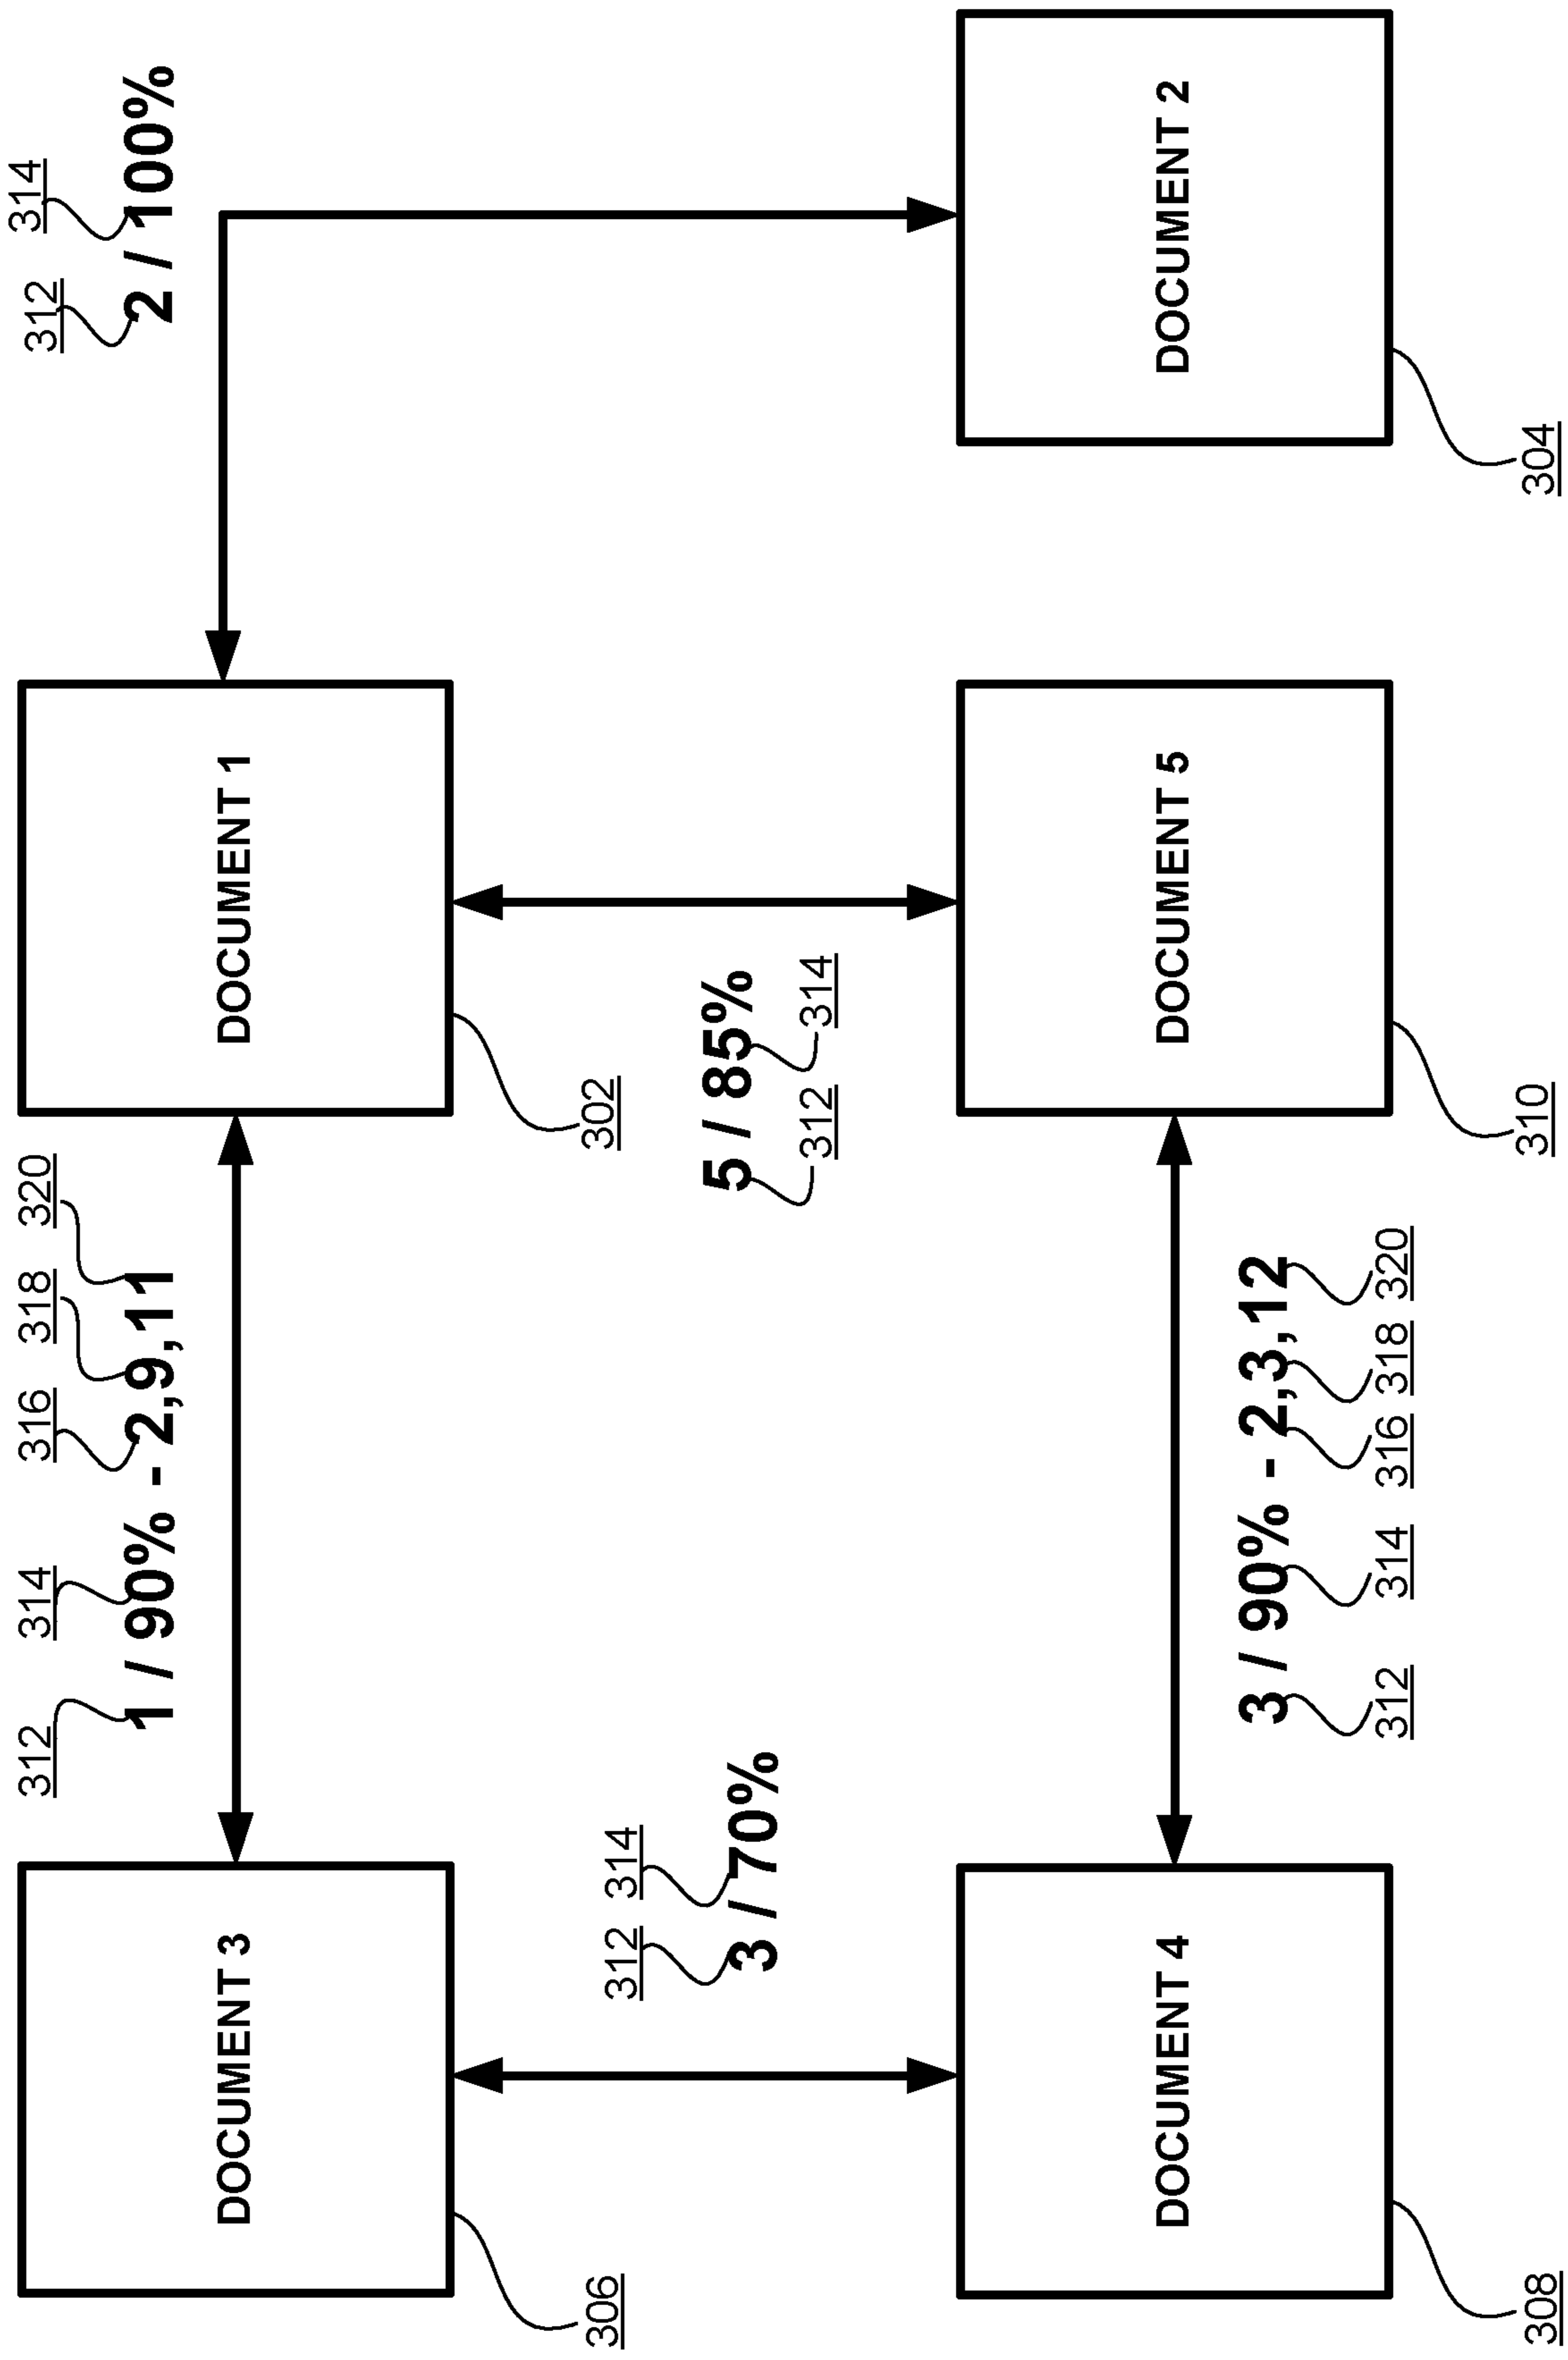 312
314
1 / 90% - 2,9,11
316
318
320
312
314
2 / 100%
DOCUMENT 3
306
DOCUMENT 1
302
312
314
3 / 70%
5 / 85%
312
314
DOCUMENT 4
308
3 / 90% - 2,3,12
312
314
316
318
320
DOCUMENT 5
310
DOCUMENT 2
304